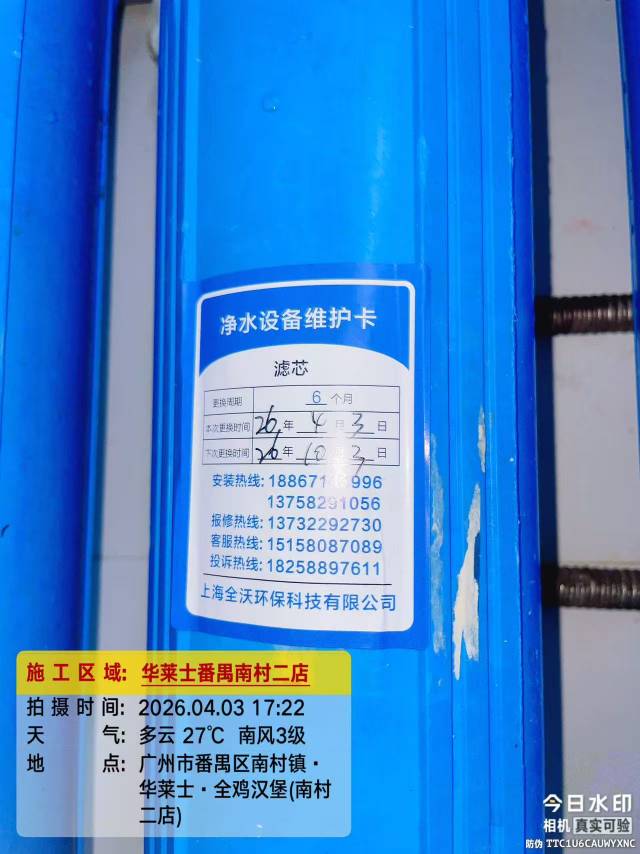 净水设备维护卡
滤芯
更换周期 6 个月
本次更换时间 26 年 4 月 3 日
下次更换时间 26 年 10 月 3 日
安装热线:
13758291056
报修热线: 13732292730
客服热线: 15158087089
投诉热线: 18258897611
上海全沃环保科技有限公司
施工区域: 华莱士番禺南村二店
拍摄时间: 2026.04.03 17:22
天气: 多云 27℃ 南风3级
地点: 广州市番禺区南村镇·
华莱士·全鸡汉堡(南村
二店)
今日水印
相机 真实可验
防伪 TTC1U6CAUWYXNC